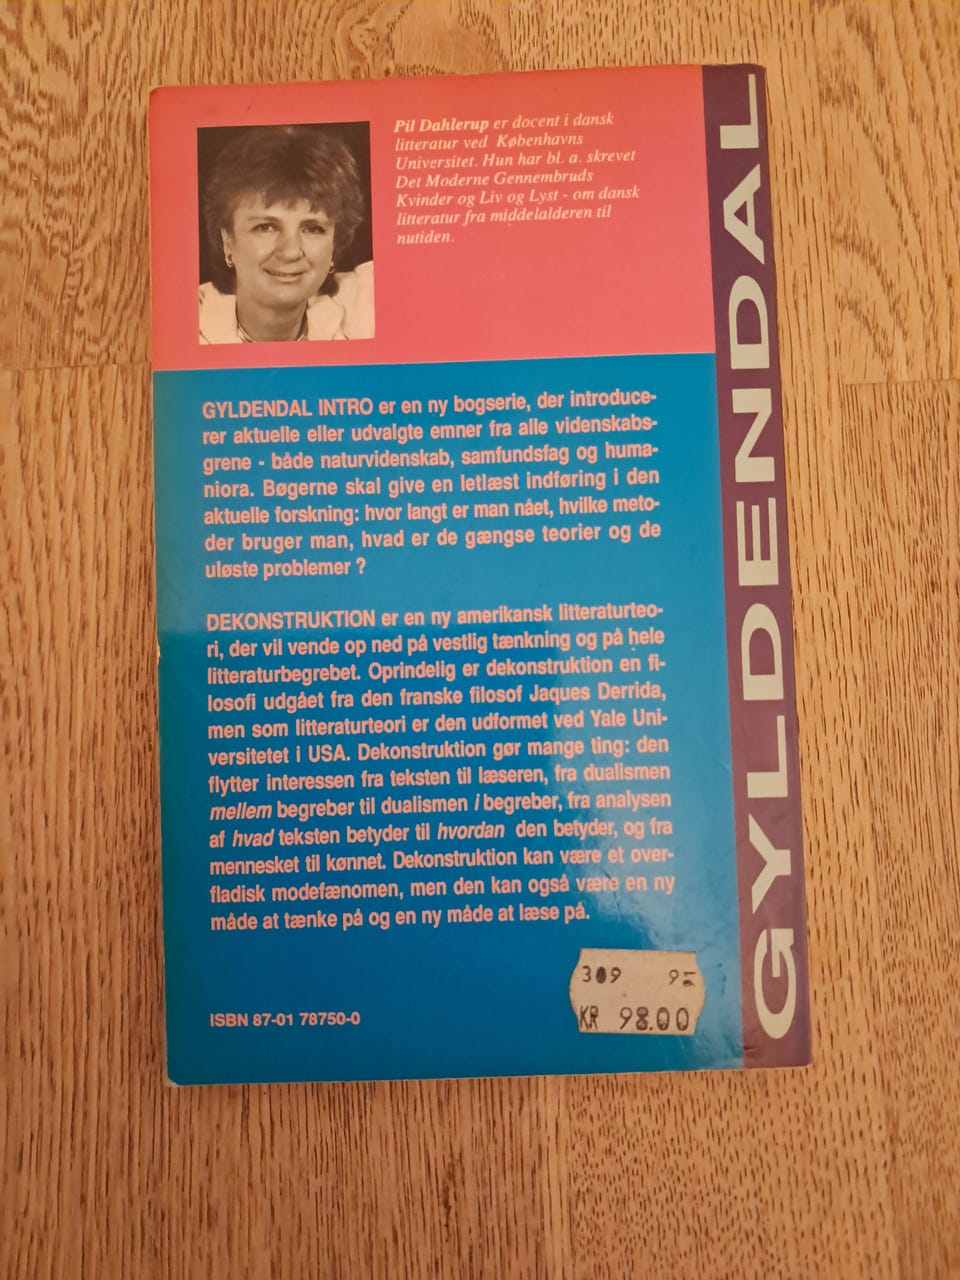 Pil Dahlerup er docent i dansk
litteratur ved Københavns
Universitet. Hun har bl. a. skrevet
Det Moderne Gennembruds
Kvinder og Liv og Lyst - om dansk
litteratur fra middelalderen til
nutiden.
GYLDENDAL INTRO er en ny bogserie, der introduce-
rer aktuelle eller udvalgte emner fra alle videnskabs-
grene - både naturvidenskab, samfundsfag og huma-
niora. Bøgerne skal give en letlæst indføring i den
aktuelle forskning: hvor langt er man nået, hvilke meto-
der bruger man, hvad er de gængse teorier og de
uløste problemer ?
DEKONSTRUKTION er en ny amerikansk litteraturteo-
ri, der vil vende op ned på vestlig tænkning og på hele
litteraturbegrebet. Oprindelig er dekonstruktion en fi-
losofi udgået fra den franske filosof Jaques Derrida,
men som litteraturteori er den udformet ved Yale Uni-
versitetet i USA. Dekonstruktion gør mange ting: den
flytter interessen fra teksten til læseren, fra dualismen
mellem begreber til dualismen i begreber, fra analysen
af hvad teksten betyder til hvordan den betyder, og fra
mennesket til kønnet. Dekonstruktion kan være et over-
fladisk modefænomen, men den kan også være en ny
måde at tænke på og en ny måde at læse på.
ISBN 87-01 78750-0
309
KR 98.00
GYLDENDAL